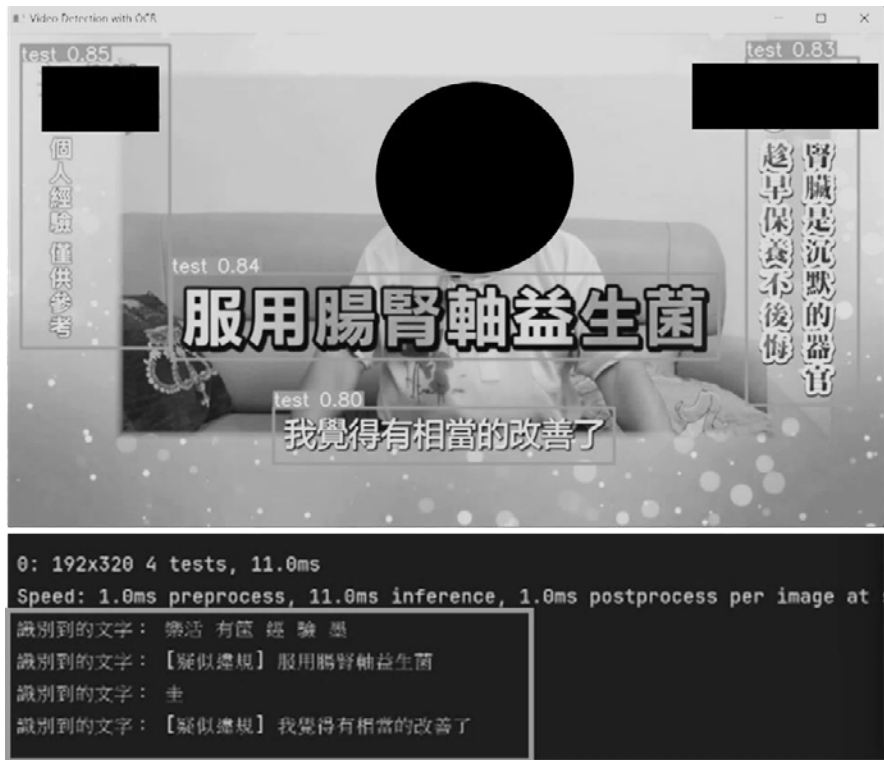 Video Detection with OCR
test 0.85
test 0.83
個人經驗 僅供參考
腎臟是沉默的器官
趁早保養不後悔
test 0.84
服用腸腎軸益生菌
test 0.80
我覺得有相當的改善了
0: 192x320 4 tests, 11.0ms
Speed: 1.0ms preprocess, 11.0ms inference, 1.0ms postprocess per image at
識別到的文字： 樂活 有筐 經 驗 墨
識別到的文字： [疑似違規] 服用腸腎軸益生菌
識別到的文字： 圭
識別到的文字： [疑似違規] 我覺得有相當的改善了